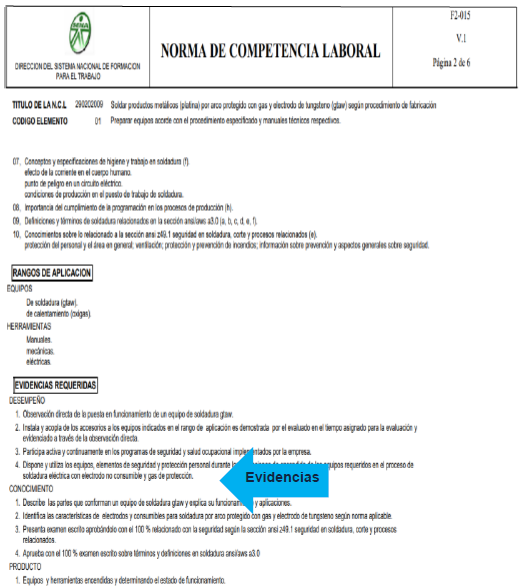 F2-015
V.1
Página 2 de 6
SENA
DIRECCION DEL SISTEMA NACIONAL DE FORMACION
PARA EL TRABAJO
NORMA DE COMPETENCIA LABORAL
TITULO DE LA N.C.L 290202009 Soldar productos metálicos (platina) por arco protegido con gas y electrodo de tungsteno (gtaw) según procedimiento de fabricación
CODIGO ELEMENTO 01 Preparar equipos acorde con el procedimiento especificado y manuales técnicos respectivos.
07. Conceptos y especificaciones de higiene y trabajo en soldadura (f).
efecto de la corriente en el cuerpo humano.
punto de peligro en un circuito eléctrico.
condiciones de producción en el puesto de trabajo de soldadura.
08. Importancia del cumplimiento de la programación en los procesos de producción (h).
09. Definiciones y términos de soldadura relacionados en la sección ansi/aws a3.0 (a, b, c, d, e, f).
10. Conocimientos sobre lo relacionado a la sección ansi z49.1 seguridad en soldadura, corte y procesos relacionados (e).
protección del personal y el área en general; ventilación; protección y prevención de incendios; información sobre prevención y aspectos generales sobre seguridad.
RANGOS DE APLICACION
EQUIPOS
De soldadura (gtaw).
de calentamiento (oxigas).
HERRAMIENTAS
Manuales.
mecánicas.
eléctricas.
EVIDENCIAS REQUERIDAS
DESEMPEÑO
1. Observación directa de la puesta en funcionamiento de un equipo de soldadura gtaw.
2. Instala y acopla de los accesorios a los equipos indicados en el rango de aplicación es demostrada por el evaluado en el tiempo asignado para la evaluación y
evidenciado a través de la observación directa.
3. Participa activa y continuamente en los programas de seguridad y salud ocupacional implementados por la empresa.
4. Dispone y utiliza los equipos, elementos de seguridad y protección personal durante equipos requeridos en el proceso de
soldadura eléctrica con electrodo no consumible y gas de protección.
Evidencias
CONOCIMIENTO
1. Describe las partes que conforman un equipo de soldadura gtaw y explica su y aplicaciones.
2. Identifica las características de electrodos y consumibles para soldadura por arco protegido con gas y electrodo de tungsteno según norma aplicable.
3. Presenta examen escrito aprobándolo con el 100 % relacionado con la seguridad según la sección ansi z49.1 seguridad en soldadura, corte y procesos
relacionados.
4. Aprueba con el 100 % examen escrito sobre términos y definiciones en soldadura ansi/aws a3.0
PRODUCTO
1. Equipos y herramientas encendidas y determinando el estado de funcionamiento.